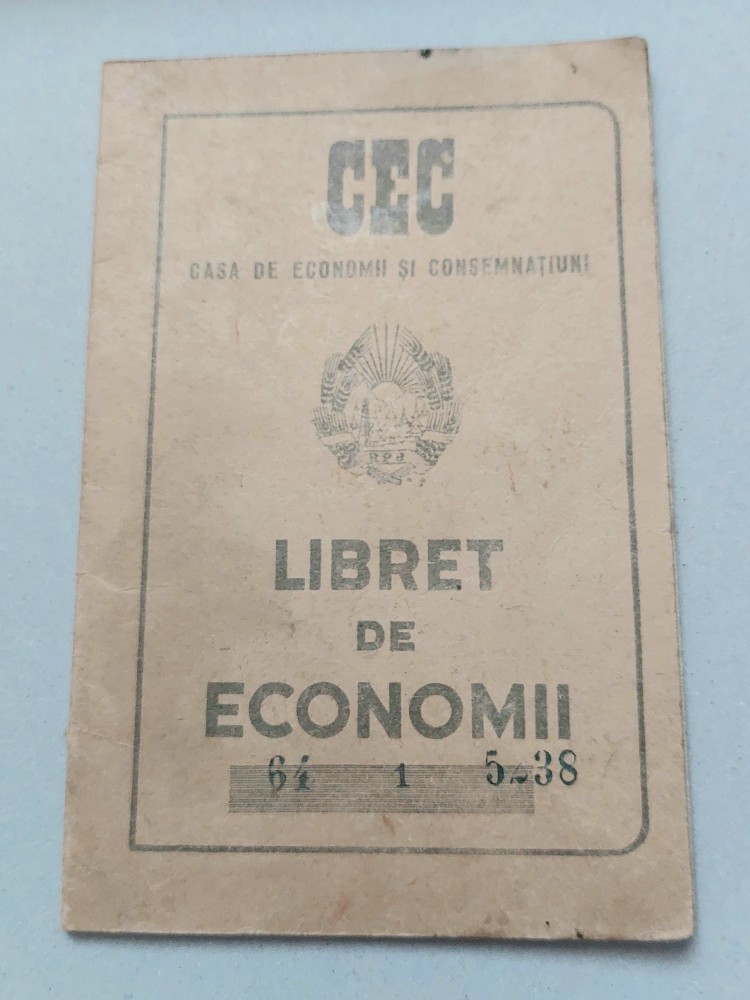 CEC
CASA DE ECONOMII ȘI CONSEMNAȚIUNI
LIBRET
DE
ECONOMII
64 1